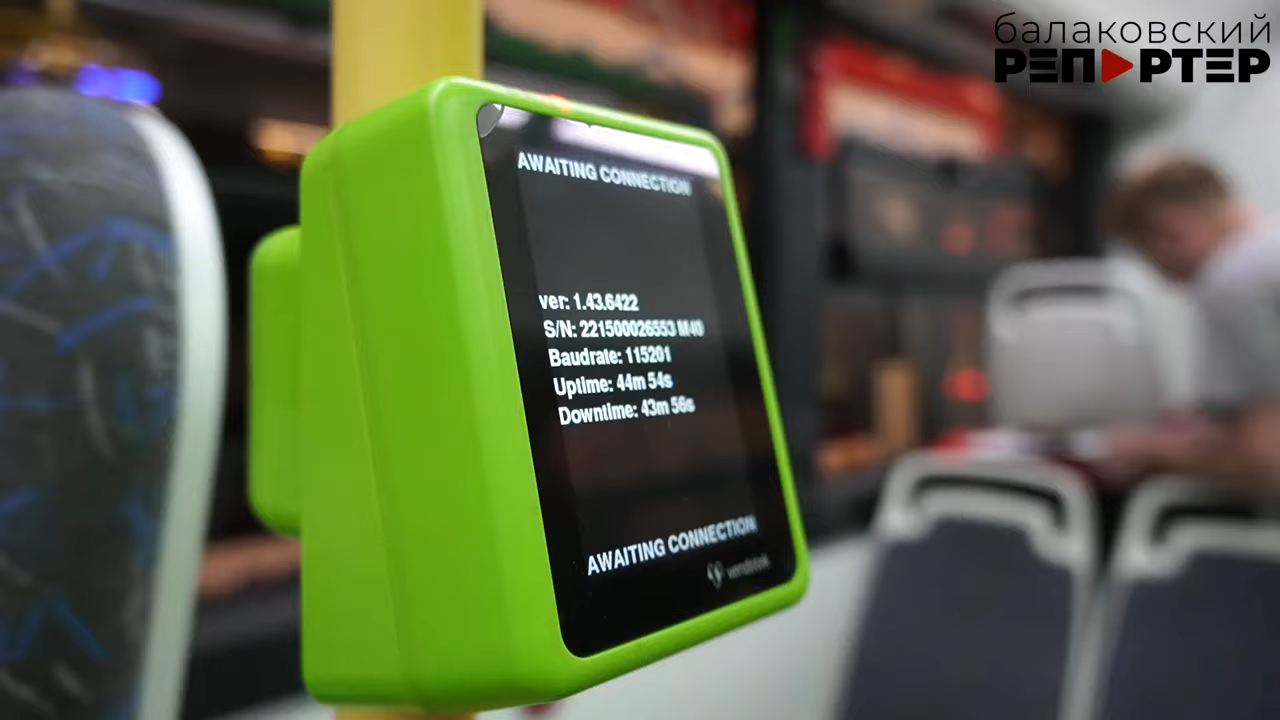 балаковский
РЕПОРТЕР
AWAITING CONNECTION
ver: 1.43.6422
S/N: 221500026553 M40
Baudrate: 115201
Uptime: 44m 54s
Downtime: 43m 56s
AWAITING CONNECTION
vendotek